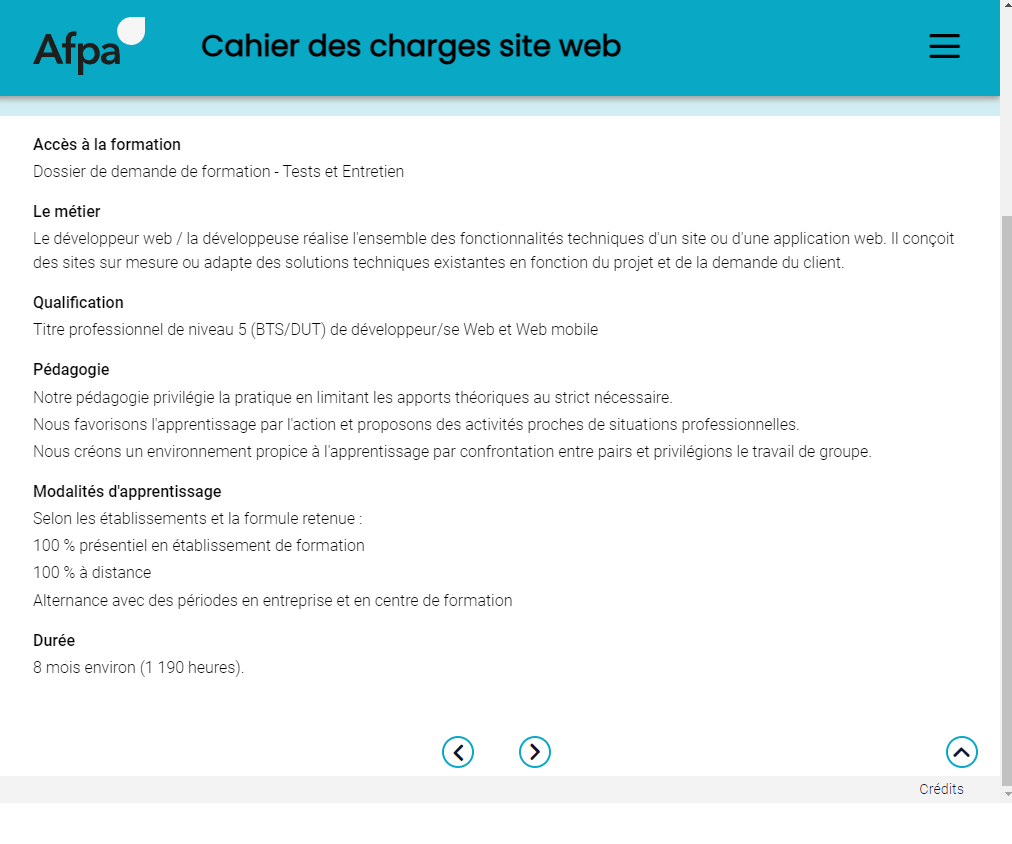 Afpa
Cahier des charges site web
Accès à la formation
Dossier de demande de formation - Tests et Entretien
Le métier
Le développeur web / la développeuse réalise l'ensemble des fonctionnalités techniques d'un site ou d'une application web. Il conçoit
des sites sur mesure ou adapte des solutions techniques existantes en fonction du projet et de la demande du client.
Qualification
Titre professionnel de niveau 5 (BTS/DUT) de développeur/se Web et Web mobile
Pédagogie
Notre pédagogie privilégie la pratique en limitant les apports théoriques au strict nécessaire.
Nous favorisons l'apprentissage par l'action et proposons des activités proches de situations professionnelles.
Nous créons un environnement propice à l'apprentissage par confrontation entre pairs et privilégions le travail de groupe.
Modalités d'apprentissage
Selon les établissements et la formule retenue :
100 % présentiel en établissement de formation
100 % à distance
Alternance avec des périodes en entreprise et en centre de formation
Durée
8 mois environ (1 190 heures).
Crédits